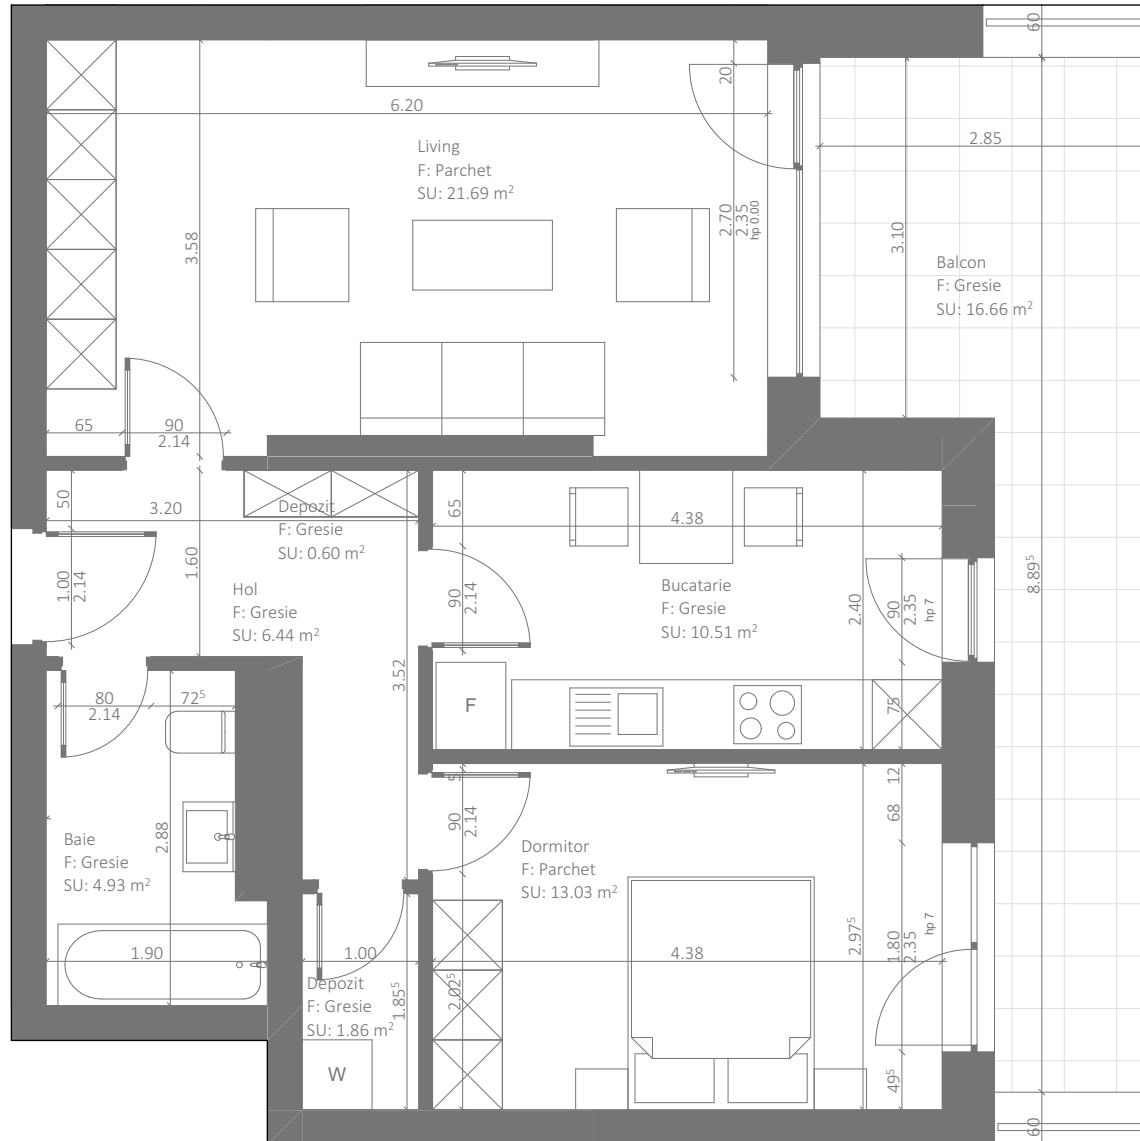 60
3.58
20
6.20
2.85
Living
F: Parchet
SU: 21.69 m²
2.70
2.35
hp 0.00
3.10
Balcon
F: Gresie
SU: 16.66 m²
65
90
2.14
50
3.20
Depozit
F: Gresie
SU: 0.60 m²
65
4.38
1.60
1.00
2.14
Hol
F: Gresie
SU: 6.44 m²
90
2.14
Bucatarie
F: Gresie
SU: 10.51 m²
2.40
90
2.35
hp 7
8.89⁵
3.52
80
2.14
72⁵
F
75
5
12
68
90
2.14
Baie
F: Gresie
SU: 4.93 m²
2.88
Dormitor
F: Parchet
SU: 13.03 m²
1.90
1.00
4.38
2.97⁵
1.80
2.35
hp 7
Depozit
F: Gresie
SU: 1.86 m²
1.85⁵
2.02⁵
W
49⁵
60